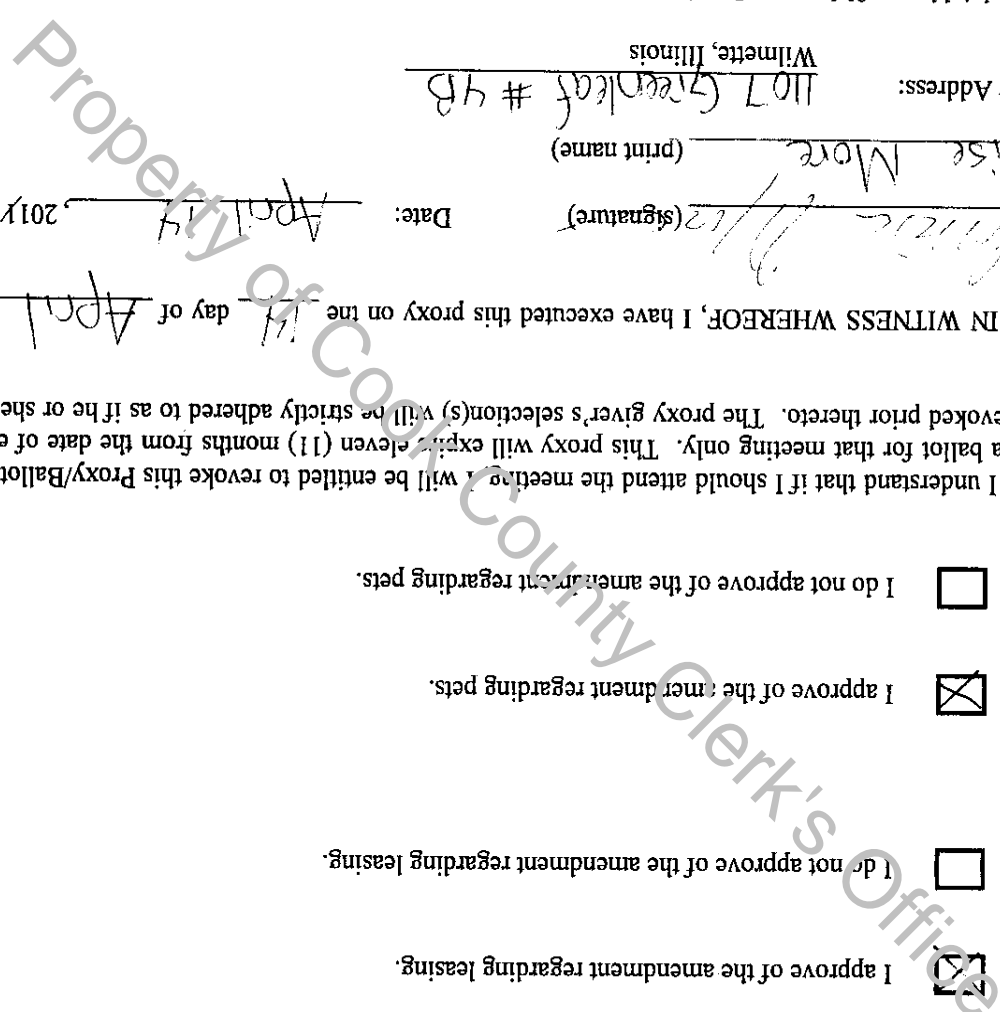 I approve of the amendment regarding leasing.
I do not approve of the amendment regarding leasing.
I approve of the amendment regarding pets.
I do not approve of the amendment regarding pets.
I understand that if I should attend the meeting, I will be entitled to revoke this Proxy/Ballot
a ballot for that meeting only. This proxy will expire eleven (11) months from the date of
evoked prior thereto. The proxy giver's selection(s) will be strictly adhered to as if he or she
IN WITNESS WHEREOF, I have executed this proxy on the 14 day of April
(signature) Date: April 14, 201
ise More (print name)
Address: 1107 Greenleaf # 4B
Wilmette, Illinois
Property of Cook County Clerk's Office